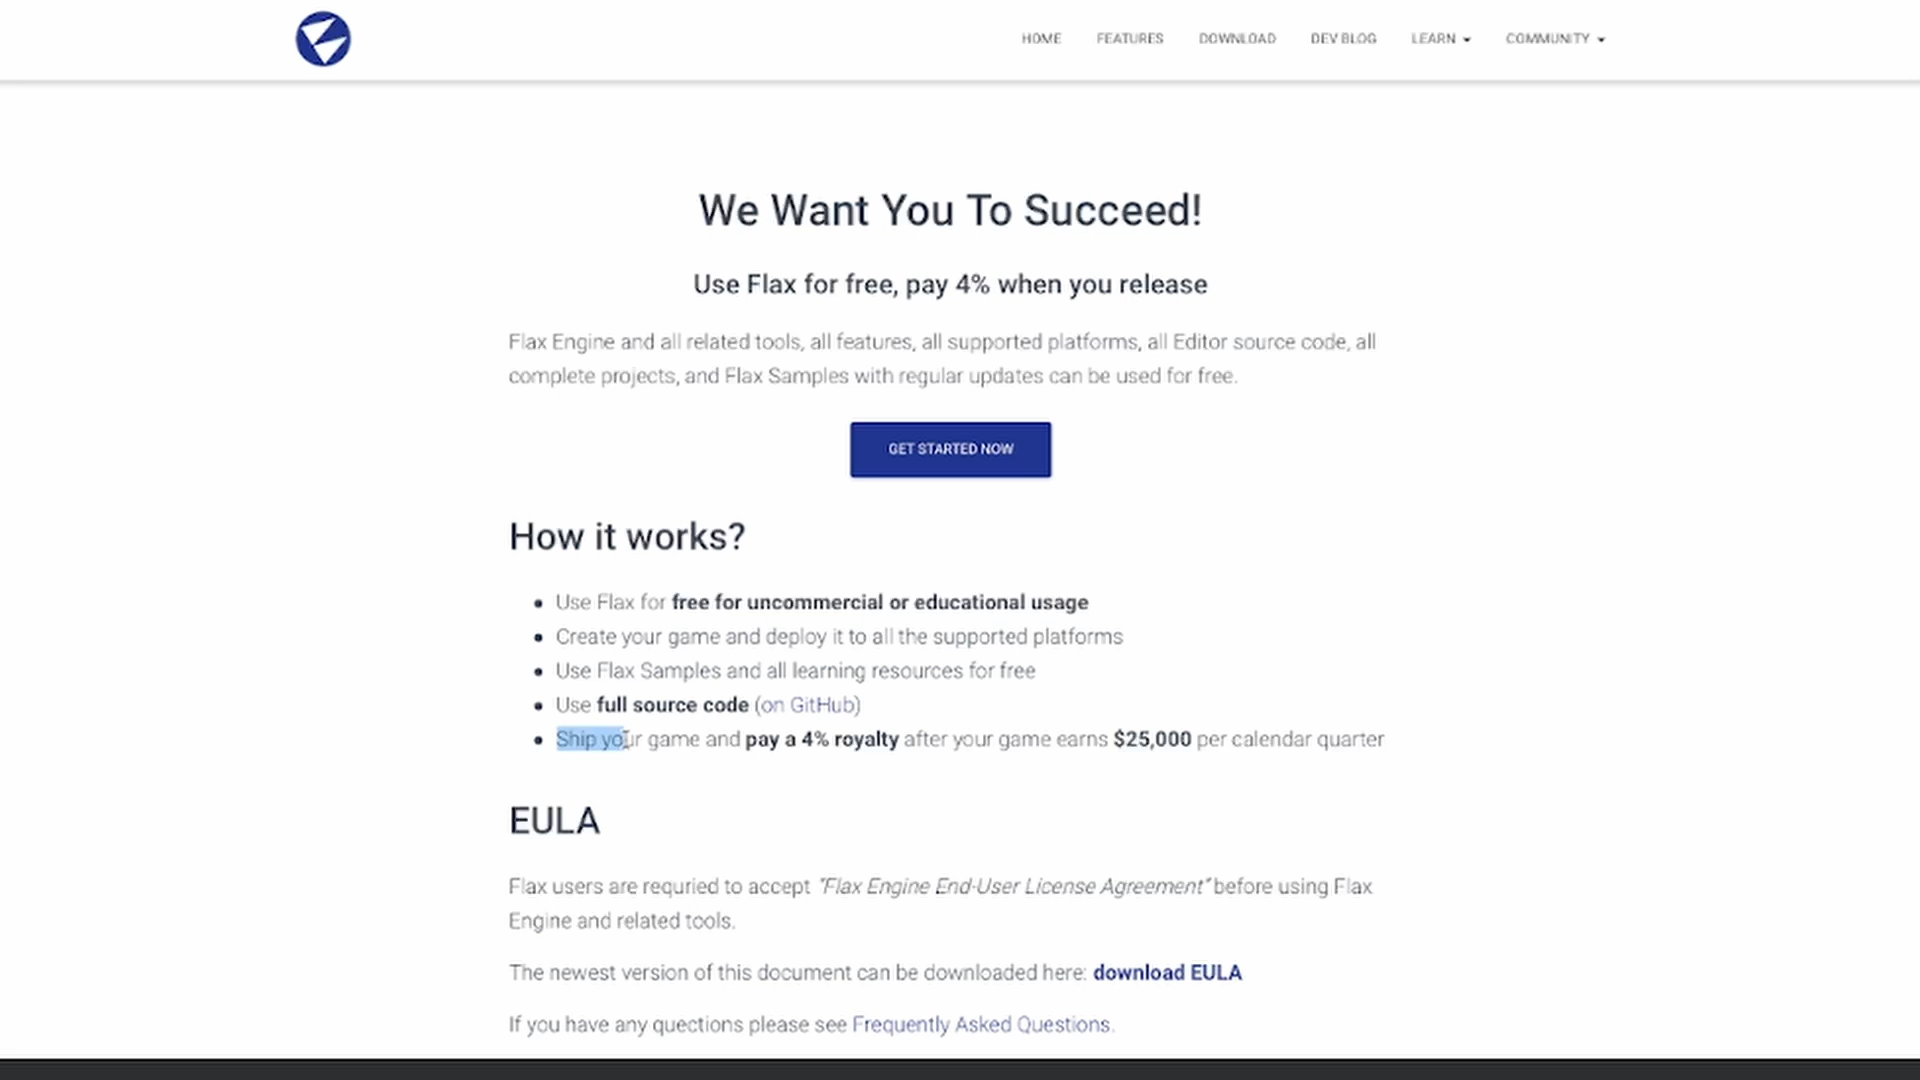 HOME FEATURES DOWNLOAD DEV BLOG LEARN COMMUNITY
We Want You To Succeed!
Use Flax for free, pay 4% when you release
Flax Engine and all related tools, all features, all supported platforms, all Editor source code, all
complete projects, and Flax Samples with regular updates can be used for free.
GET STARTED NOW
How it works?
Use Flax for free for uncommercial or educational usage
Create your game and deploy it to all the supported platforms
Use Flax Samples and all learning resources for free
Use full source code (on GitHub)
Ship your game and pay a 4% royalty after your game earns $25,000 per calendar quarter
EULA
Flax users are requried to accept "Flax Engine End-User License Agreement" before using Flax
Engine and related tools.
The newest version of this document can be downloaded here: download EULA
If you have any quections please see Frequently Asked Questions.